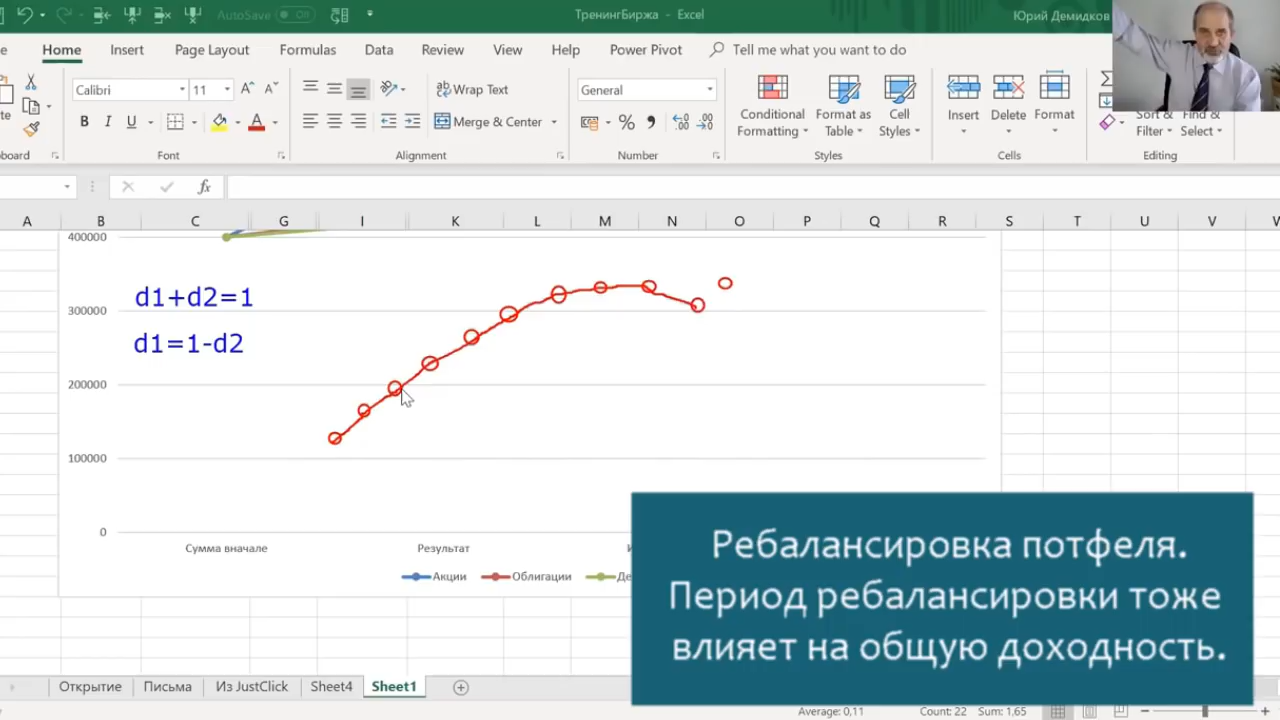 AutoSave Off ТренингБиржа - Excel Юрий Демидков
Home Insert Page Layout Formulas Data Review View Help Power Pivot Tell me what you want to do
Calibri 11 Wrap Text General
B I U Merge & Center % Conditional Formatting Format as Table Cell Styles Insert Delete Format Sort & Filter Find & Select
Font Alignment Number Styles Cells Editing
fx
A B C G I K L M N O P Q R S T U V
400000
d1+d2=1
300000
d1=1-d2
200000
100000
0
Сумма вначале Результат
Акции Облигации
Ребалансировка потфеля.
Период ребалансировки тоже
влияет на общую доходность.
Открытие Письма Из JustClick Sheet4 Sheet1
Average: 0,11 Count: 22 Sum: 1,65